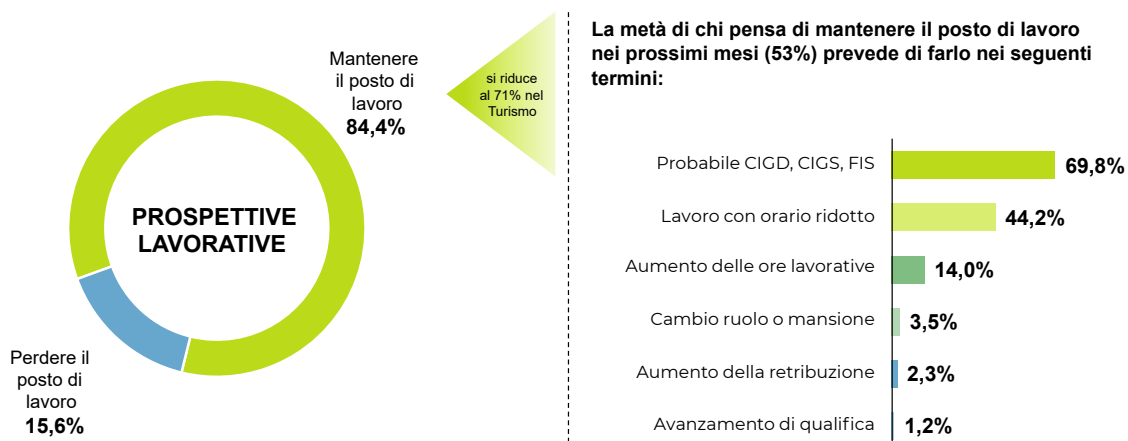 Mantenere
il posto di
lavoro
84,4%
si riduce
al 71% nel
Turismo
PROSPETTIVE
LAVORATIVE
Perdere il
posto di
lavoro
15,6%
La metà di chi pensa di mantenere il posto di lavoro
nei prossimi mesi (53%) prevede di farlo nei seguenti
termini:
Probabile CIGD, CIGS, FIS 69,8%
Lavoro con orario ridotto 44,2%
Aumento delle ore lavorative 14,0%
Cambio ruolo o mansione 3,5%
Aumento della retribuzione 2,3%
Avanzamento di qualifica 1,2%